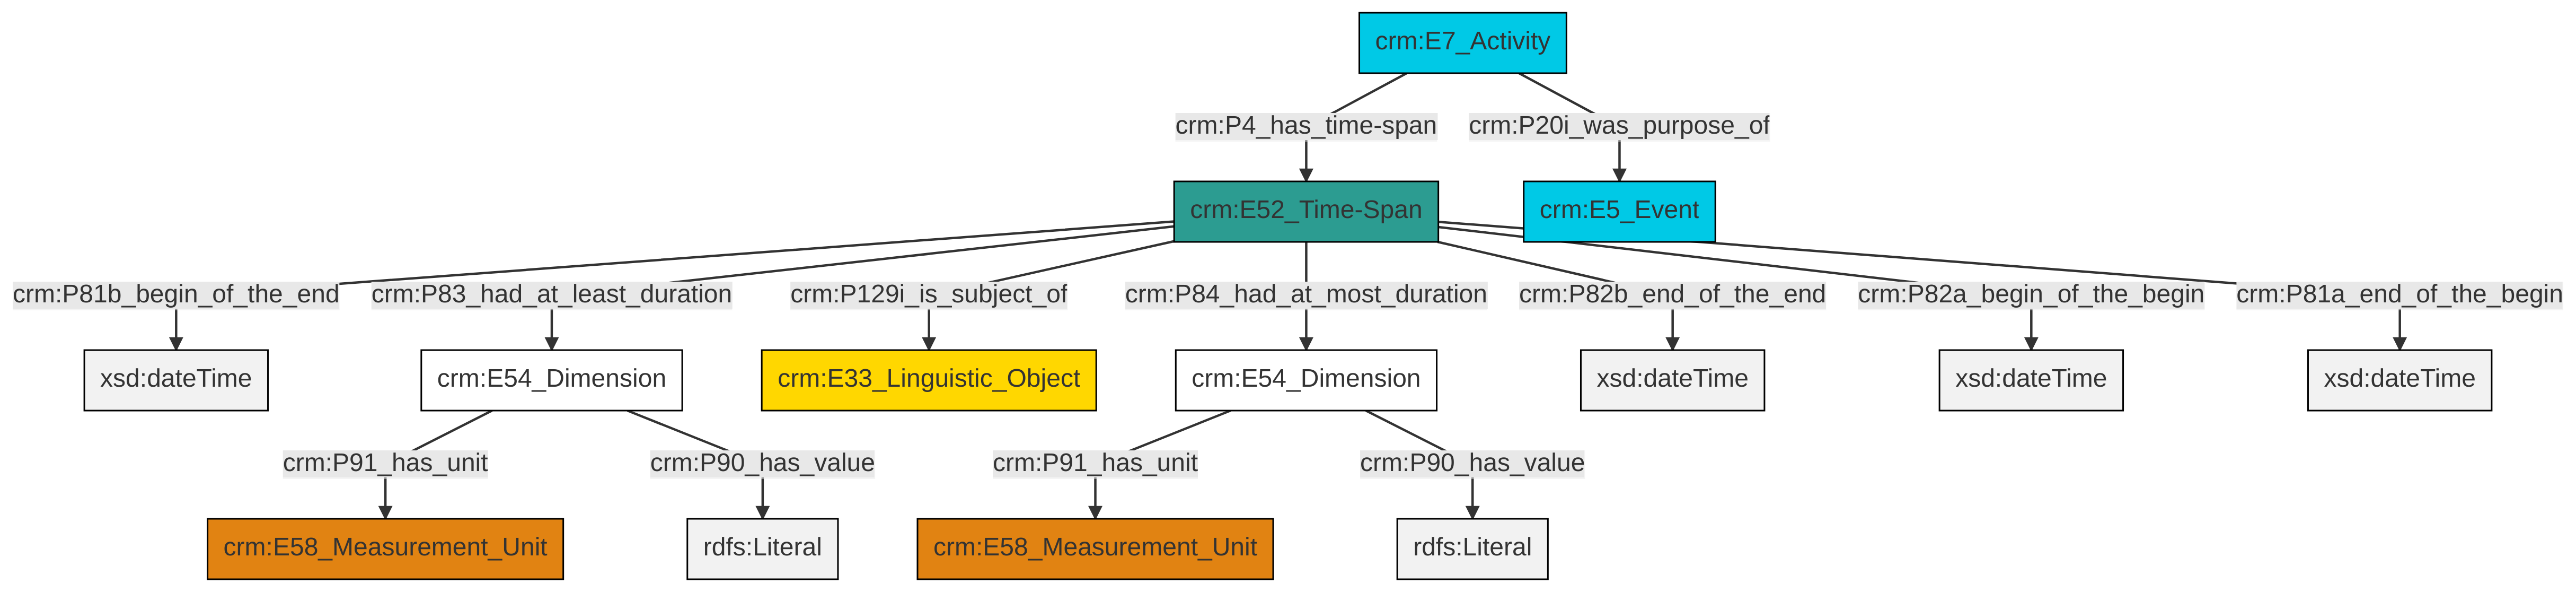 crm:E7_Activity
crm:P4_has_time-span
crm:P20i_was_purpose_of
crm:E52_Time-Span
crm:E5_Event
crm:P81b_begin_of_the_end
crm:P83_had_at_least_duration
crm:P129i_is_subject_of
crm:P84_had_at_most_duration
crm:P82b_end_of_the_end
crm:P82a_begin_of_the_begin
crm:P81a_end_of_the_begin
xsd:dateTime
crm:E54_Dimension
crm:E33_Linguistic_Object
crm:E54_Dimension
xsd:dateTime
xsd:dateTime
xsd:dateTime
crm:P91_has_unit
crm:P90_has_value
crm:P91_has_unit
crm:P90_has_value
crm:E58_Measurement_Unit
rdfs:Literal
crm:E58_Measurement_Unit
rdfs:Literal